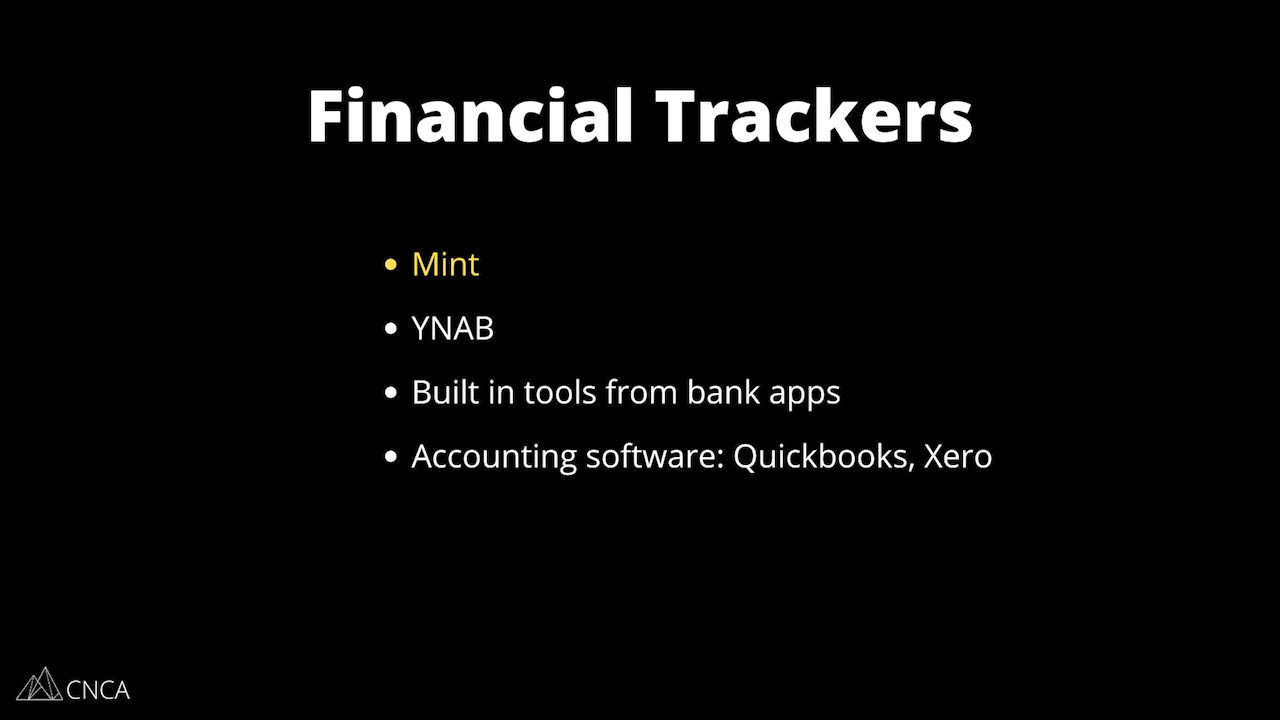 Financial Trackers
• Mint
• YNAB
• Built in tools from bank apps
• Accounting software: Quickbooks, Xero
CNCA